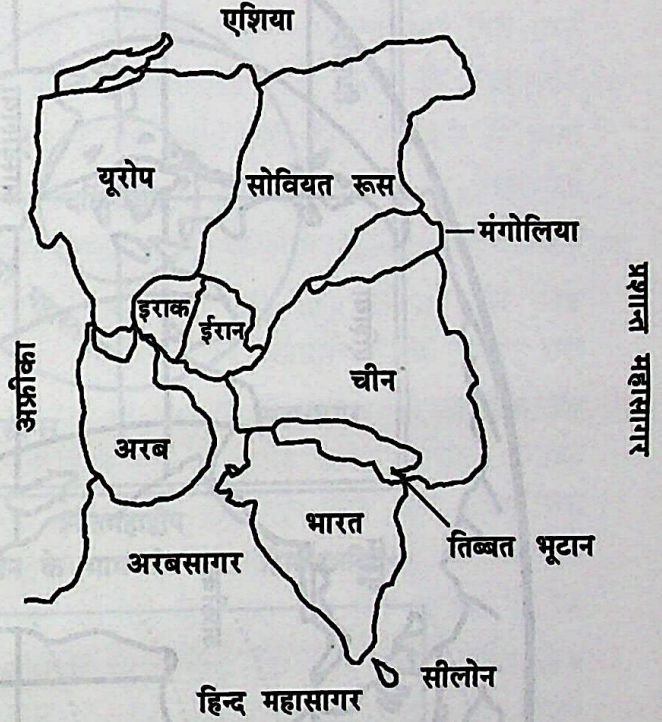 एशिया
यूरोप
सोवियत रूस
मंगोलिया
इराक
ईरान
प्रशान्त महासागर
अफ्रीका
चीन
अरब
भारत
तिब्बत भूटान
अरबसागर
सीलोन
हिन्द महासागर